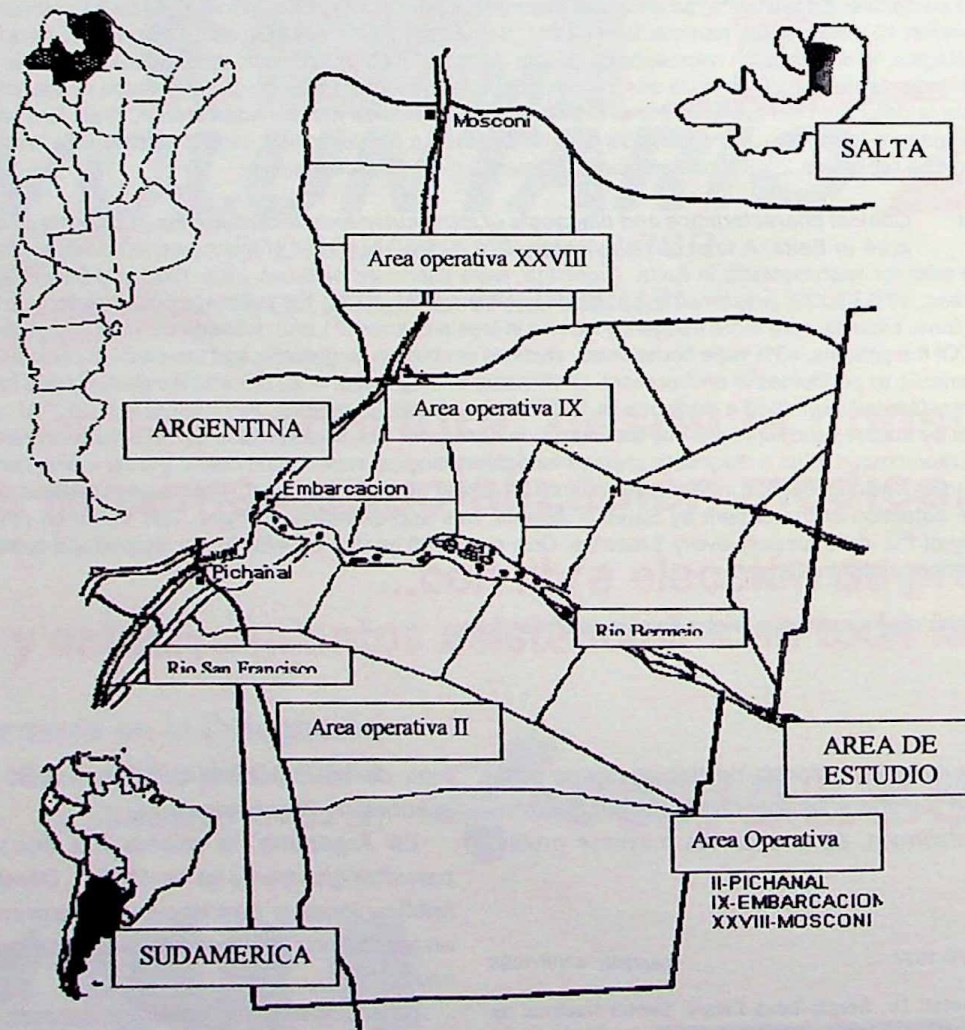 Mosconi
SALTA
Area operativa XXVIII
ARGENTINA
Area operativa IX
Embarcacion
Pichañal
Rio Bermejo
Rio San Francisco
Area operativa II
AREA DE
ESTUDIO
Area Operativa
II-PICHANAL
IX-EMBARCACION
XXVIII-MOSCONI
SUDAMERICA